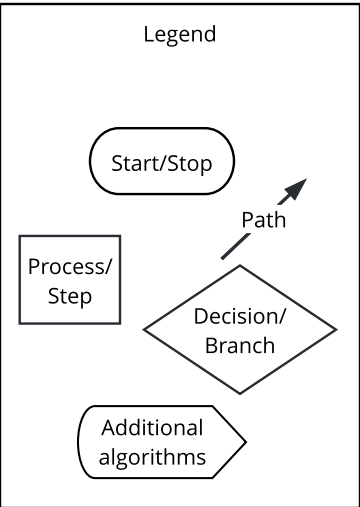 Legend
Start/Stop
Path
Process/
Step
Decision/
Branch
Additional
algorithms